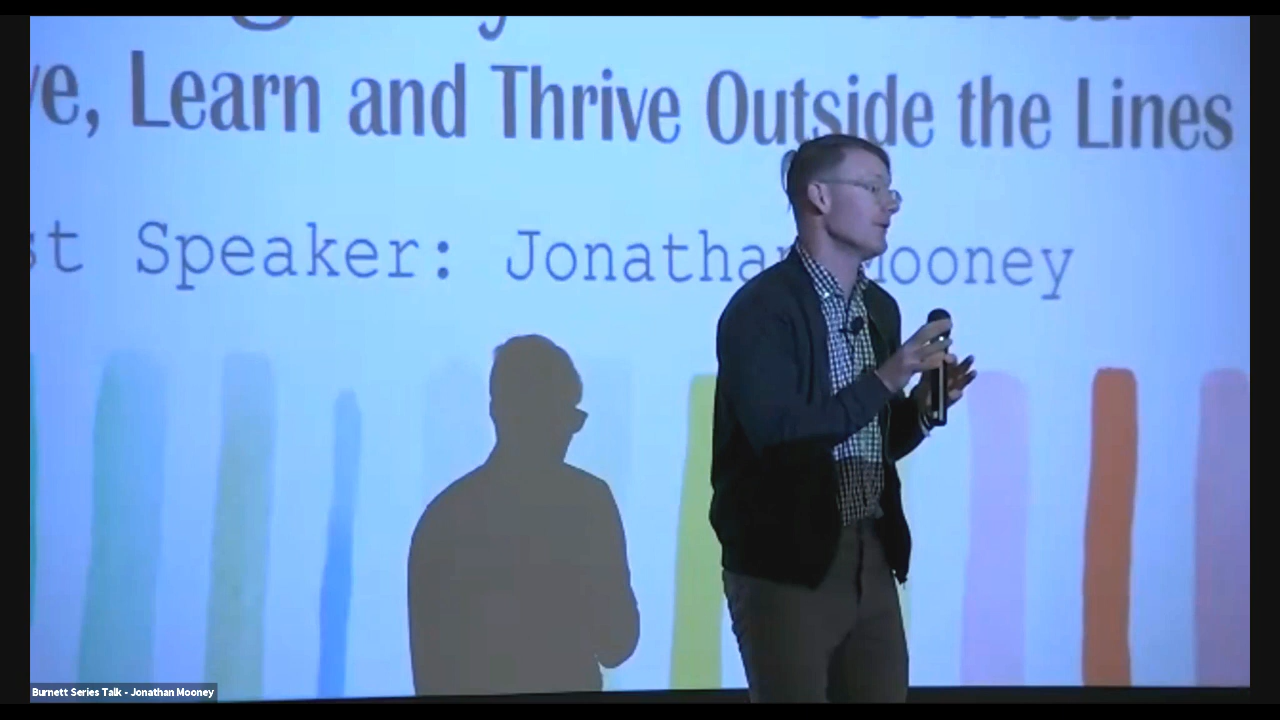 ve, Learn and Thrive Outside the Lines
st Speaker: Jonathan Mooney
Burnett Series Talk - Jonathan Mooney